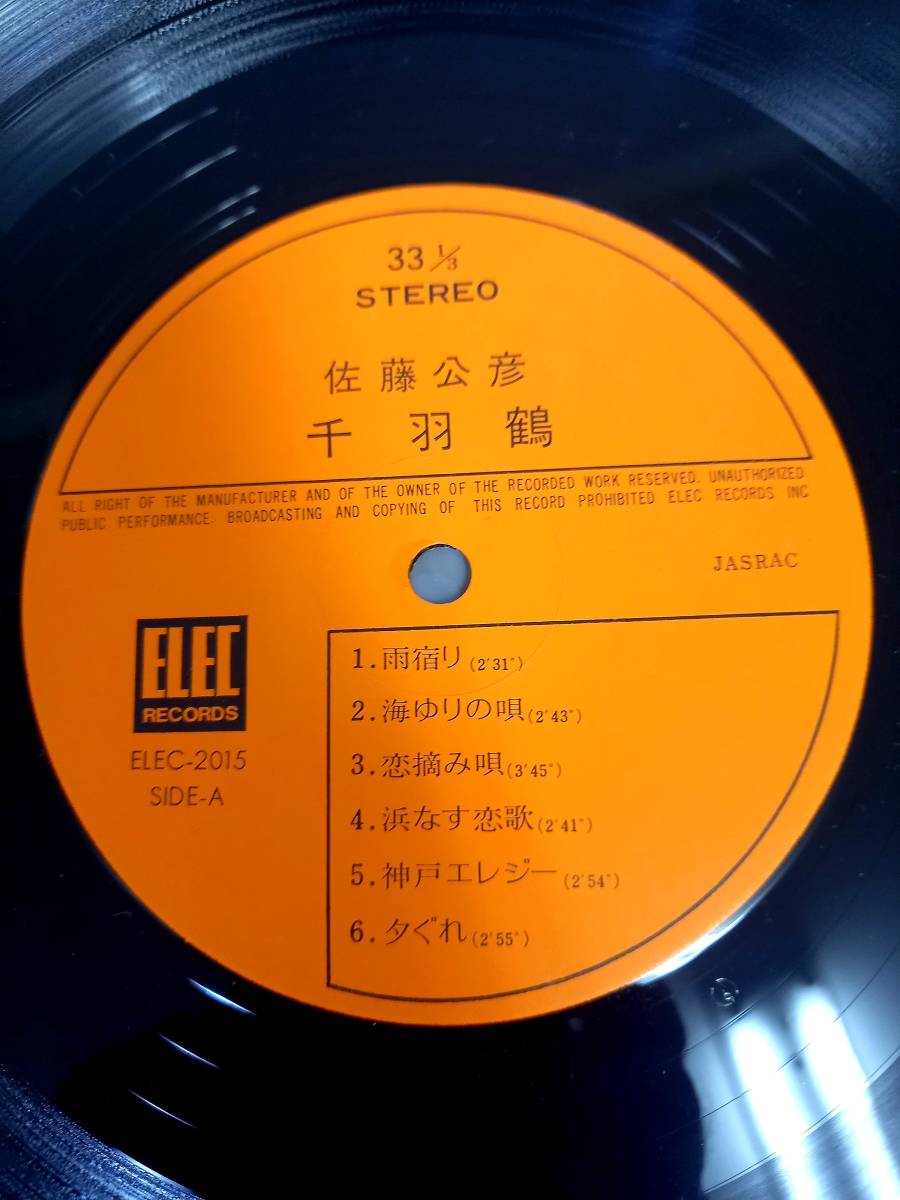 33 1/3
STEREO
佐藤公彦
千羽鶴
ALL RIGHT OF THE MANUFACTURER AND OF THE OWNER OF THE RECORDED WORK RESERVED. UNAUTHORIZED
PUBLIC PERFORMANCE. BROADCASTING AND COPYING OF THIS RECORD PROHIBITED ELEC RECORDS INC
JASRAC
ELEC
RECORDS
ELEC-2015
SIDE-A
1.雨宿り(2'31")
2.海ゆりの唄(2'43")
3.恋摘み唄(3'45")
4.浜なす恋歌(2'41")
5.神戸エレジー(2'54")
6.夕ぐれ(2'55")